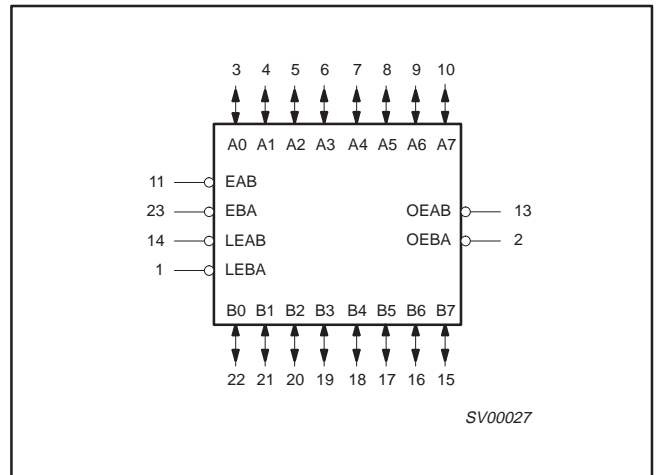 3 4 5 6 7 8 9 10
A0 A1 A2 A3 A4 A5 A6 A7
11 EAB
23 EBA OEAB 13
14 LEAB OEBA 2
1 LEBA
B0 B1 B2 B3 B4 B5 B6 B7
22 21 20 19 18 17 16 15
SV00027